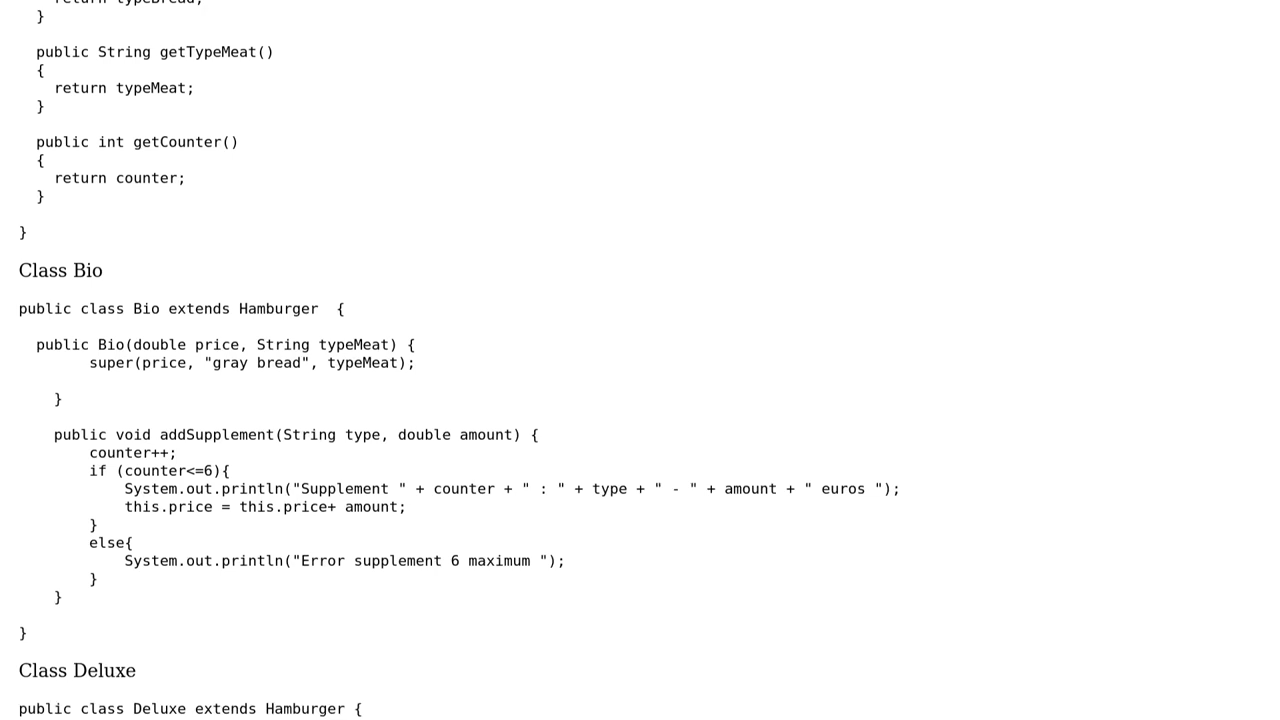 return typeBread;
}
public String getTypeMeat()
{
return typeMeat;
}
public int getCounter()
{
return counter;
}
}
Class Bio
public class Bio extends Hamburger  {
public Bio(double price, String typeMeat) {
super(price, "gray bread", typeMeat);
}
public void addSupplement(String type, double amount) {
counter++;
if (counter<=6){
System.out.println("Supplement " + counter + " : " + type + " - " + amount + " euros ");
this.price = this.price+ amount;
}
else{
System.out.println("Error supplement 6 maximum ");
}
}
}
Class Deluxe
public class Deluxe extends Hamburger {